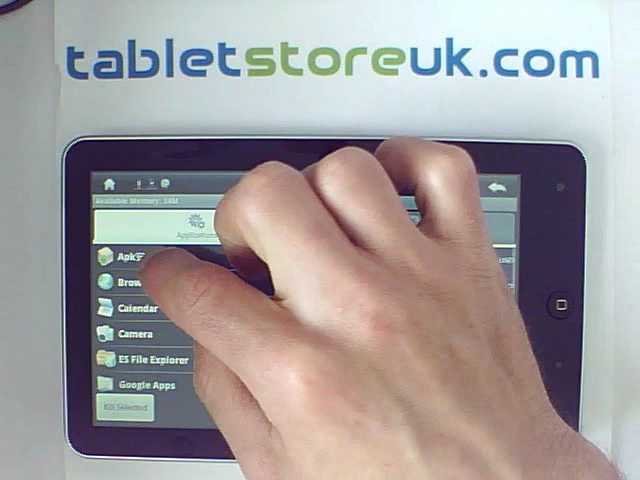 tabletstoreuk.com
Available Memory: 34M
Applications
Apk
Brow
Calendar
Camera
ES File Explorer
Google Apps
Kill Selected